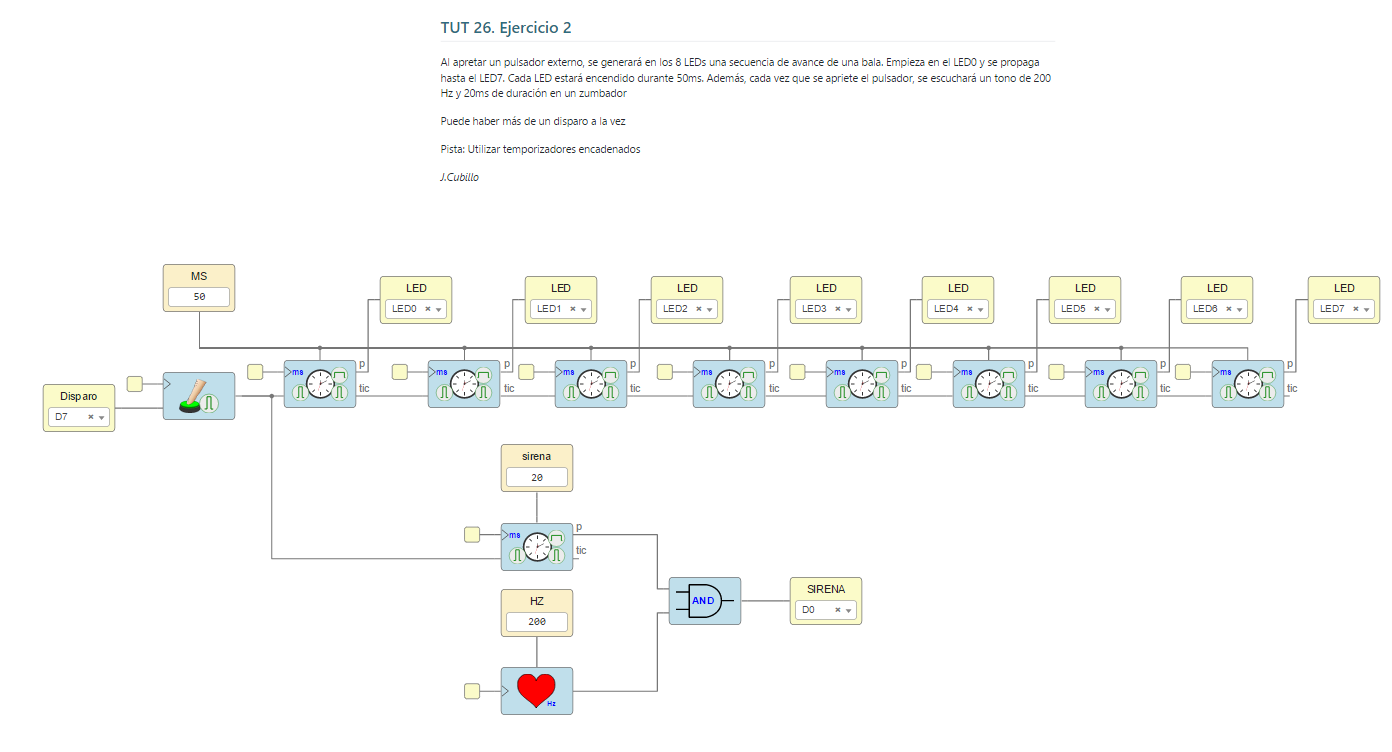 TUT 26. Ejercicio 2
Al apretar un pulsador externo, se generará en los 8 LEDs una secuencia de avance de una bala. Empieza en el LED0 y se propaga
hasta el LED7. Cada LED estará encendido durante 50ms. Además, cada vez que se apriete el pulsador, se escuchará un tono de 200
Hz y 20ms de duración en un zumbador
Puede haber más de un disparo a la vez
Pista: Utilizar temporizadores encadenados
J.Cubillo
MS
50
LED LED LED LED LED LED LED LED
LED0 LED1 LED2 LED3 LED4 LED5 LED6 LED7
p p p p p p p p
ms ms ms ms ms ms ms ms
tic tic tic tic tic tic tic tic
Disparo
D7
sirena
20
p
ms
tic
HZ
200
AND
SIRENA
D0
Hz